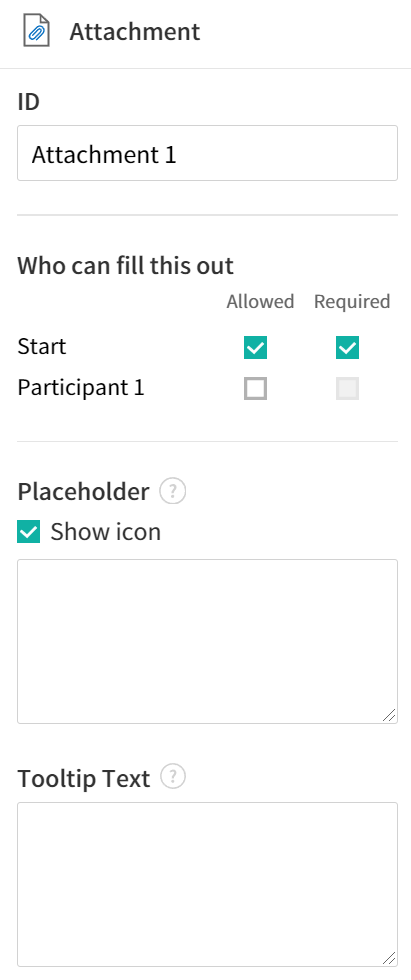 Attachment
ID
Attachment 1
Who can fill this out
Allowed Required
Start
Participant 1
Placeholder ?
Show icon
Tooltip Text ?